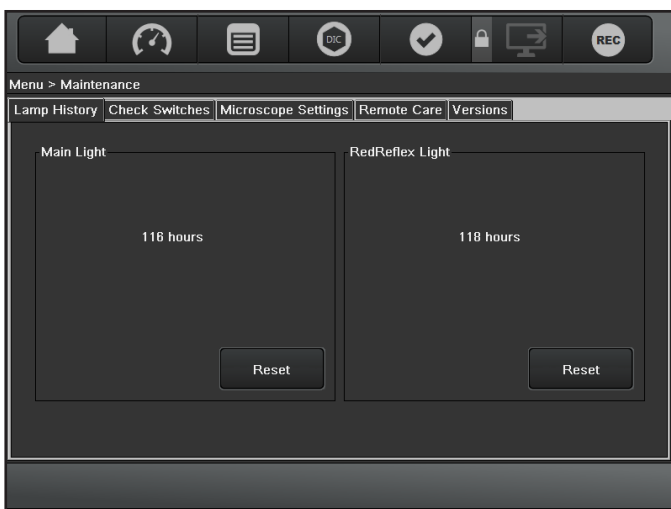 DIC
REC
Menu > Maintenance
Lamp History Check Switches Microscope Settings Remote Care Versions
Main Light RedReflex Light
116 hours 118 hours
Reset Reset